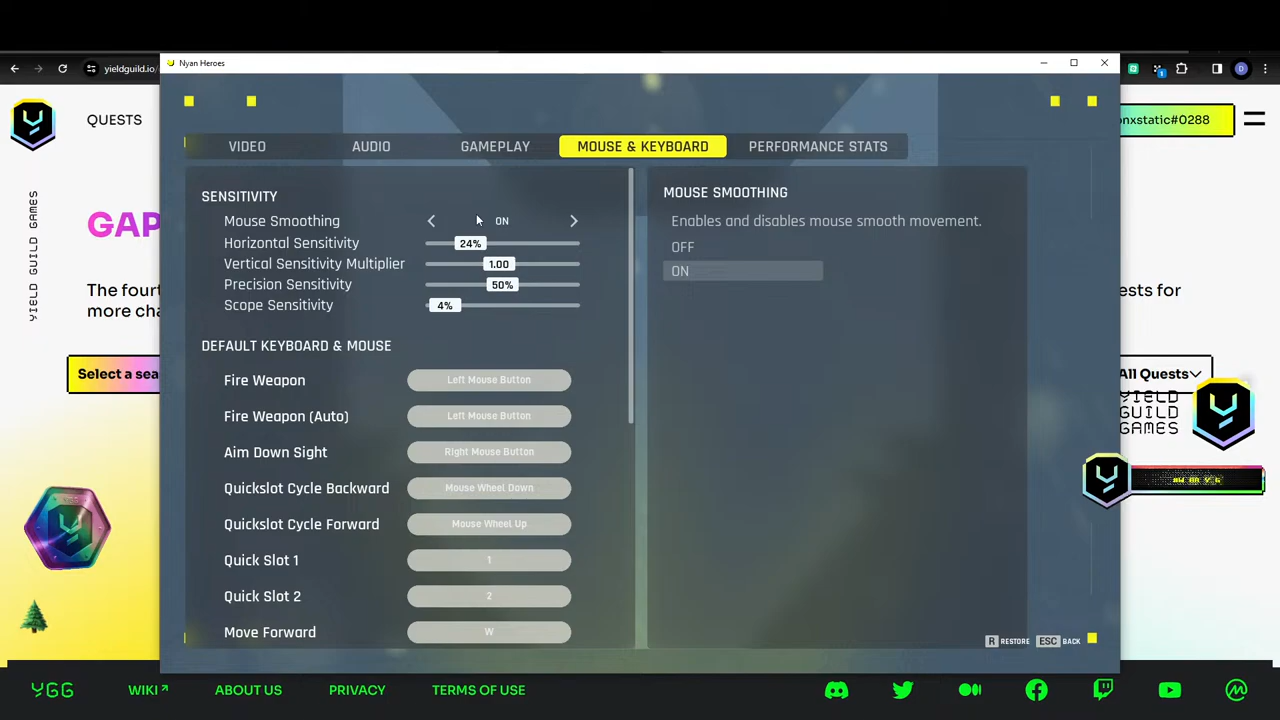 Nyan Heroes
yieldguild.io/
QUESTS
onxstatic#0288
VIDEO
AUDIO
GAMEPLAY
MOUSE & KEYBOARD
PERFORMANCE STATS
YIELD GUILD GAMES
GAP
The fourt
more cha
Select a sea
SENSITIVITY
Mouse Smoothing
ON
Horizontal Sensitivity
24%
Vertical Sensitivity Multiplier
1.00
Precision Sensitivity
50%
Scope Sensitivity
4%
DEFAULT KEYBOARD & MOUSE
Fire Weapon
Left Mouse Button
Fire Weapon (Auto)
Left Mouse Button
Aim Down Sight
Right Mouse Button
Quickslot Cycle Backward
Mouse Wheel Down
Quickslot Cycle Forward
Mouse Wheel Up
Quick Slot 1
1
Quick Slot 2
2
Move Forward
W
MOUSE SMOOTHING
Enables and disables mouse smooth movement.
OFF
ON
R RESTORE
ESC BACK
ests for
All Quests
YIELD
GUILD
GAMES
YGG
WIKI
ABOUT US
PRIVACY
TERMS OF USE